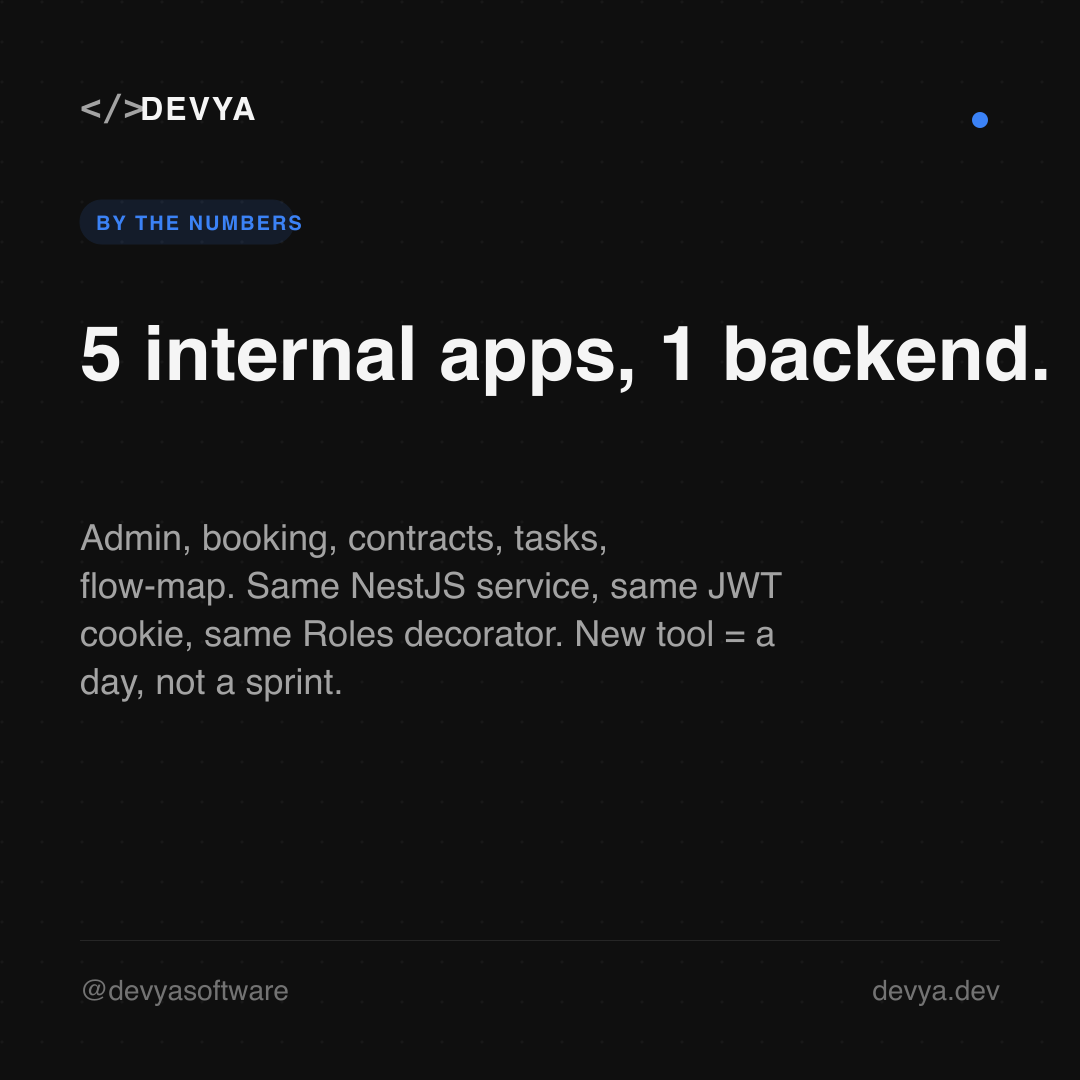 </>DEVYA
BY THE NUMBERS
5 internal apps, 1 backend.
Admin, booking, contracts, tasks,
flow-map. Same NestJS service, same JWT
cookie, same Roles decorator. New tool = a
day, not a sprint.
@devyasoftware
devya.dev